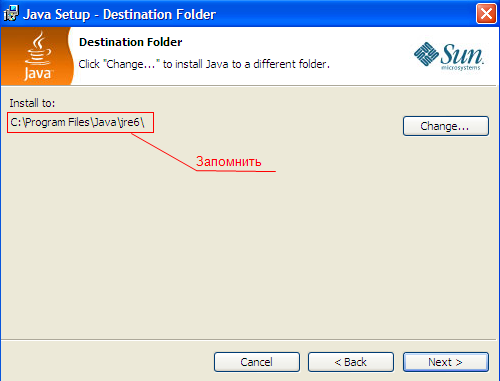 Java Setup - Destination Folder
Java
Destination Folder
Click "Change..." to install Java to a different folder.
Sun
microsystems
Install to:
C:\Program Files\Java\jre6\
Change...
Запомнить
Cancel
< Back
Next >